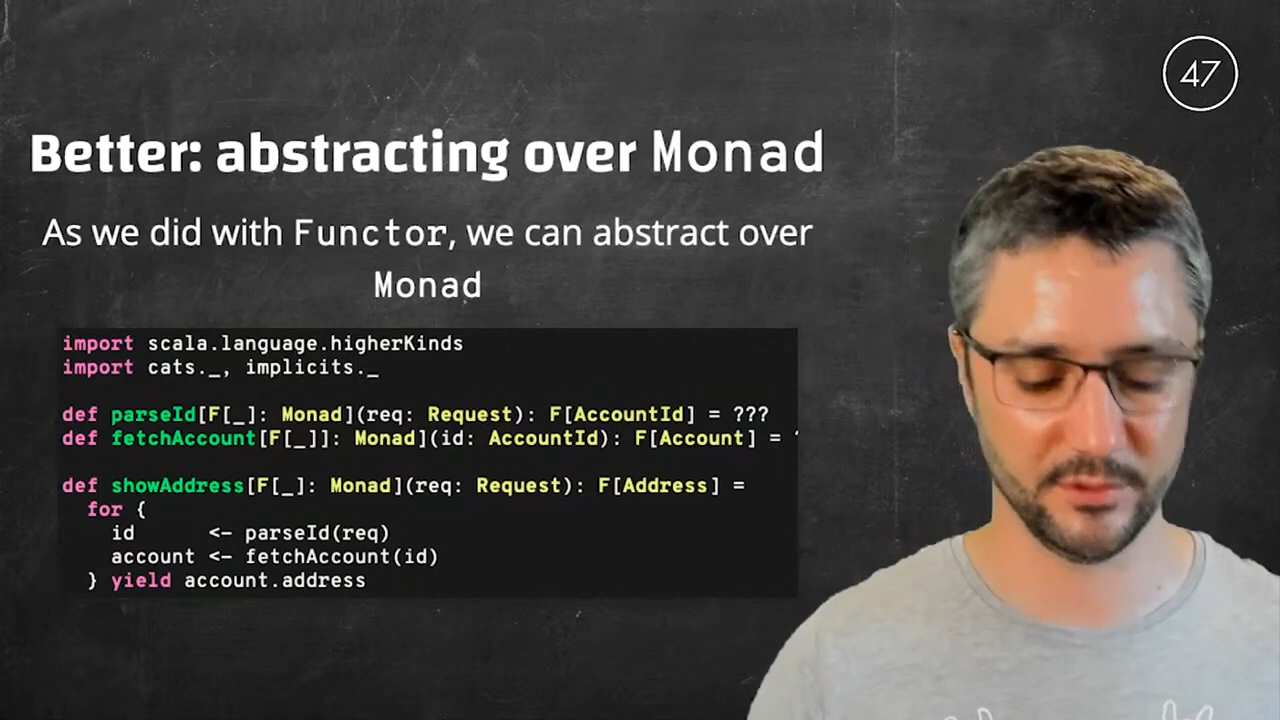 47
Better: abstracting over Monad
As we did with Functor, we can abstract over
Monad
import scala.language.higherKinds
import cats._, implicits._
def parseId[F[_]: Monad](req: Request): F[AccountId] = ???
def fetchAccount[F[_]]: Monad](id: AccountId): F[Account] =
def showAddress[F[_]: Monad](req: Request): F[Address] =
for {
id <- parseId(req)
account <- fetchAccount(id)
} yield account.address